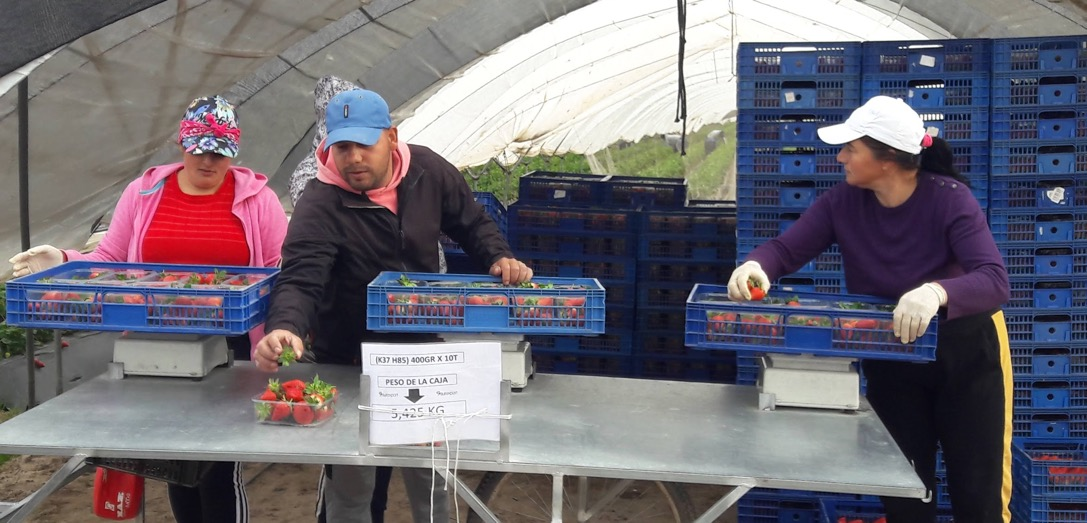 (K37 H85) 400GR X 10T
PESO DE LA CAJA
5,425 KG